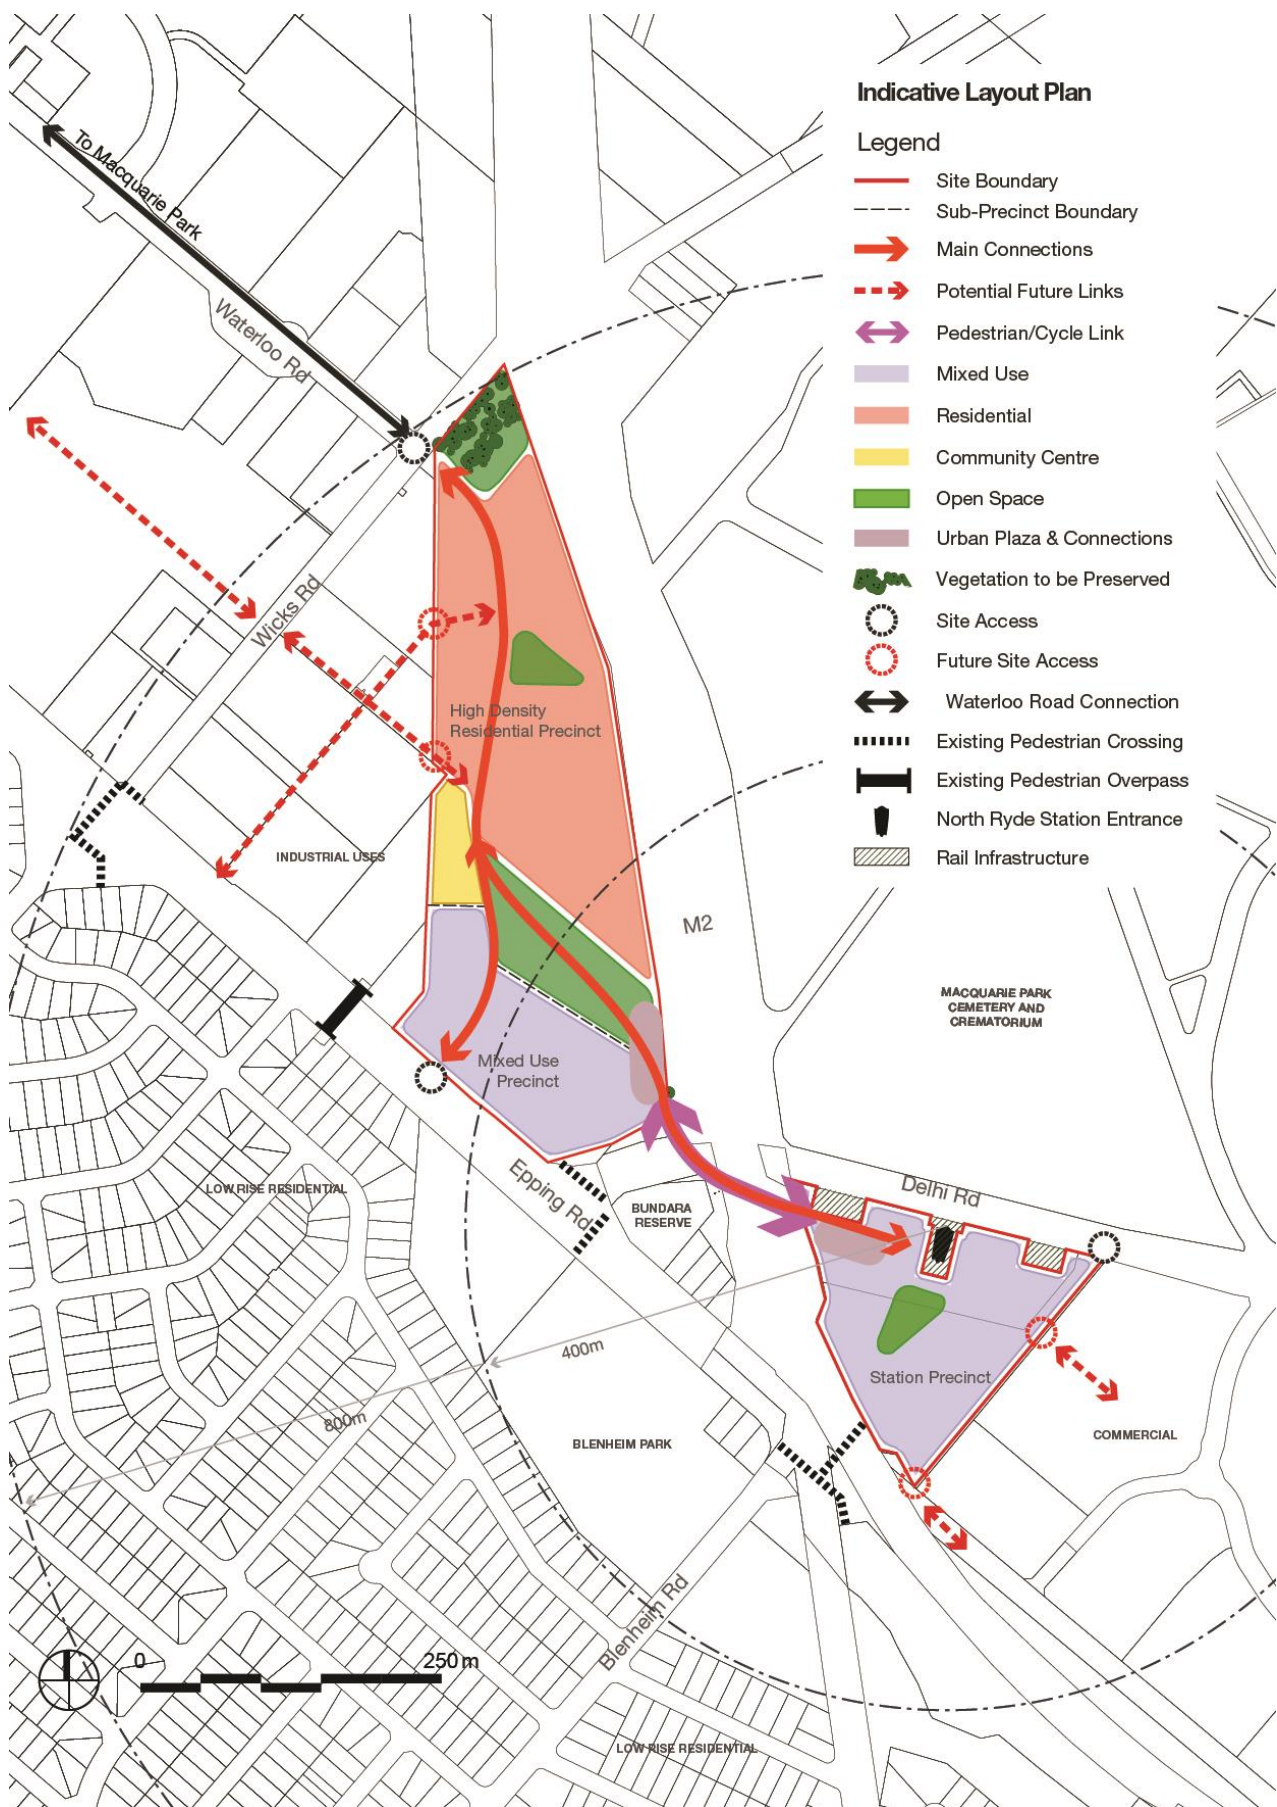 Indicative Layout Plan
Legend
Site Boundary
Sub-Precinct Boundary
Main Connections
Potential Future Links
Pedestrian/Cycle Link
Mixed Use
Residential
Community Centre
Open Space
Urban Plaza & Connections
Vegetation to be Preserved
Site Access
Future Site Access
Waterloo Road Connection
Existing Pedestrian Crossing
Existing Pedestrian Overpass
North Ryde Station Entrance
Rail Infrastructure
To Macquarie Park
Waterloo Rd
Wicks Rd
High Density
Residential Precinct
INDUSTRIAL USES
M2
MACQUARIE PARK
CEMETERY AND
CREMATORIUM
Mixed Use
Precinct
LOW RISE RESIDENTIAL
Epping Rd
BUNDARA
RESERVE
Delhi Rd
400m
Station Precinct
800m
BLENHEIM PARK
COMMERCIAL
Blenheim Rd
0
250 m
LOW RISE RESIDENTIAL